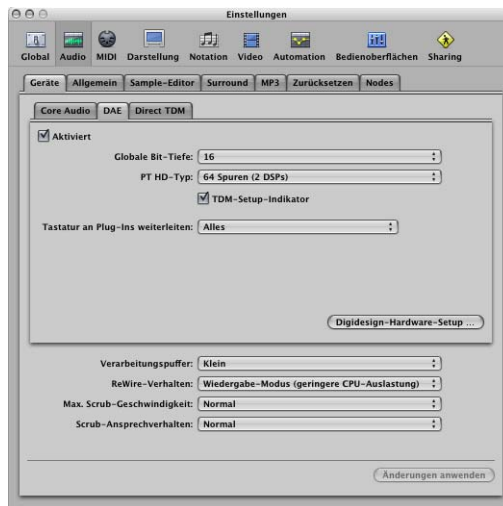 Einstellungen
Global Audio MIDI Darstellung Notation Video Automation Bedienoberflächen Sharing
Geräte Allgemein Sample-Editor Surround MP3 Zurücksetzen Nodes
Core Audio DAE Direct TDM
Aktiviert
Globale Bit-Tiefe: 16
PT HD-Typ: 64 Spuren (2 DSPs)
TDM-Setup-Indikator
Tastatur an Plug-Ins weiterleiten: Alles
Digidesign-Hardware-Setup ...
Verarbeitungspuffer: Klein
ReWire-Verhalten: Wiedergabe-Modus (geringere CPU-Auslastung)
Max. Scrub-Geschwindigkeit: Normal
Scrub-Ansprechverhalten: Normal
Änderungen anwenden